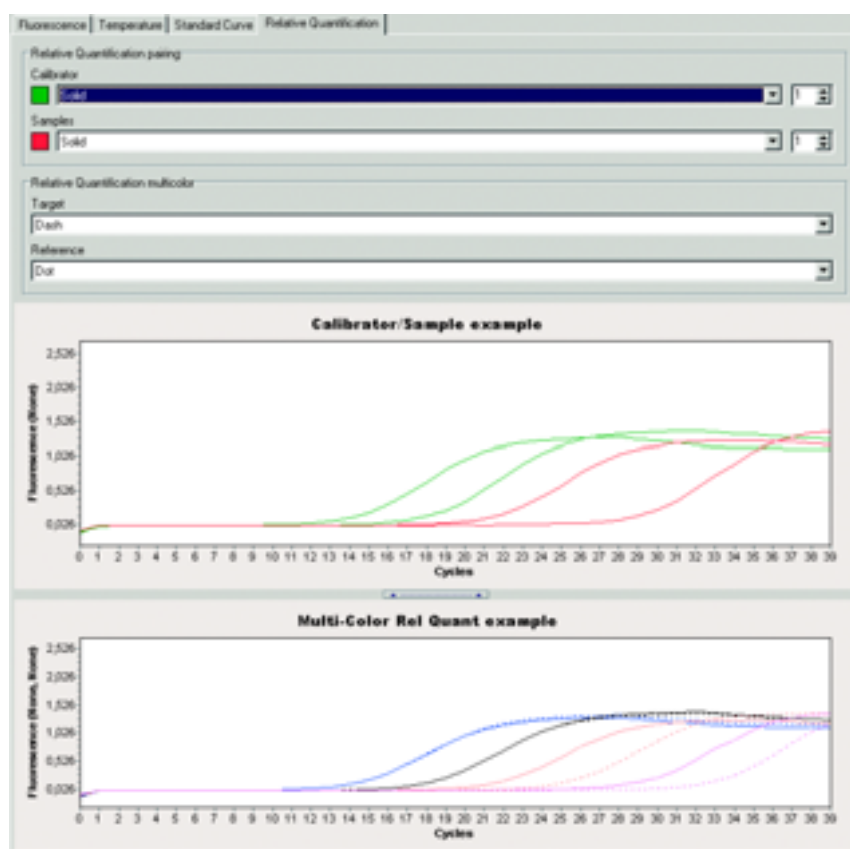 Fluorescence Temperature Standard Curve Relative Quantification
Relative Quantification pairing
Calibrator
Solid 1
Samples
Solid 1
Relative Quantification multicolor
Target
Dash
Reference
Dot
Calibrator/Sample example
Fluorescence (None)
2,526
2,026
1,526
1,026
0,526
0,026
0 1 2 3 4 5 6 7 8 9 10 11 12 13 14 15 16 17 18 19 20 21 22 23 24 25 26 27 28 29 30 31 32 33 34 35 36 37 38 39
Cycles
Multi-Color Rel Quant example
Fluorescence (None, None)
2,526
2,026
1,526
1,026
0,526
0,026
0 1 2 3 4 5 6 7 8 9 10 11 12 13 14 15 16 17 18 19 20 21 22 23 24 25 26 27 28 29 30 31 32 33 34 35 36 37 38 39
Cycles